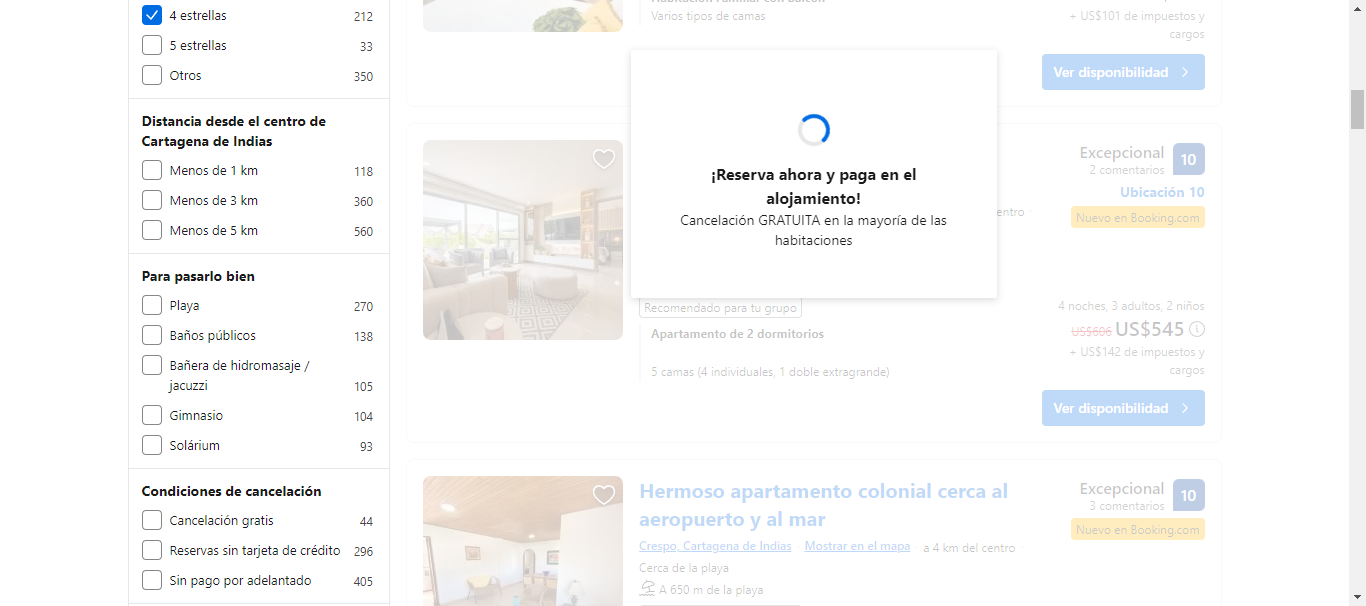 4 estrellas 212
5 estrellas 33
Otros 350
Distancia desde el centro de
Cartagena de Indias
Menos de 1 km 118
Menos de 3 km 360
Menos de 5 km 560
Para pasarlo bien
Playa 270
Baños públicos 138
Bañera de hidromasaje /
jacuzzi 105
Gimnasio 104
Solárium 93
Condiciones de cancelación
Cancelación gratis 44
Reservas sin tarjeta de crédito 296
Sin pago por adelantado 405
Varios tipos de camas
+ US$101 de impuestos y
cargos
Ver disponibilidad
¡Reserva ahora y paga en el
alojamiento!
Cancelación GRATUITA en la mayoría de las
habitaciones
Excepcional 10
2 comentarios
Ubicación 10
entro
Nuevo en Booking.com
Recomendado para tu grupo
Apartamento de 2 dormitorios
5 camas (4 individuales, 1 doble extragrande)
4 noches, 3 adultos, 2 niños
US$606 US$545
+ US$142 de impuestos y
cargos
Ver disponibilidad
Hermoso apartamento colonial cerca al
aeropuerto y al mar
Crespo, Cartagena de Indias Mostrar en el mapa a 4 km del centro
Cerca de la playa
A 650 m de la playa
Excepcional 10
3 comentarios
Nuevo en Booking.com